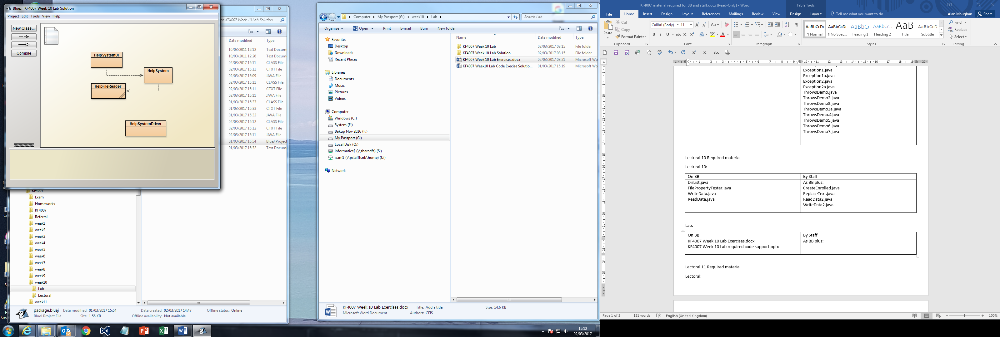 BlueJ: KF4007 Week 10 Lab Solution
Project Edit Tools View Help
New Class...
Compile
HelpSystemUI
HelpSystem
HelpFileReader
HelpSystemDriver
ch KF4007 Week 10 Lab Solution
Date modified Type
10/03/2011 12:12 Text Docum
10/03/2011 12:26 Text Docum
02/03/2017 15:11 CLASS File
02/03/2017 15:11 CTXT File
02/03/2017 15:09 JAVA File
02/03/2017 15:11 CLASS File
02/03/2017 15:11 CTXT File
02/03/2017 15:11 JAVA File
01/03/2017 15:33 CLASS File
01/03/2017 15:33 CTXT File
01/03/2017 15:32 JAVA File
02/03/2017 15:12 CLASS File
02/03/2017 15:12 CTXT File
02/03/2017 15:11 JAVA File
01/03/2017 15:54 BlueJ Project
01/03/2017 15:32 Text Docum
KF4007
Exam
Homeworks
KF4007
Referral
week1
week2
week3
week4
week5
week6
week7
week8
week9
week10
Lab
Lectoral
week11
package.bluej Date modified: 01/03/2017 15:54 Date created: 02/03/2017 14:47 Offline status: Online
BlueJ Project File Size: 1.56 KB Offline availability: Not available
Computer My Passport (G:) week10 Lab
Search Lab
Organize Open Print E-mail Burn New folder
Favorites
Desktop
Downloads
Recent Places
Libraries
Documents
Music
Pictures
Videos
Computer
Windows (C:)
System (E:)
Bakup Nov 2016 (F:)
My Passport (G:)
Local Disk (Q:)
informatics$ (\\sharedfs) (S:)
izam1 (\\pstafffsnb\home) (U:)
Network
Name Date modified Type
KF4007 Week 10 Lab 02/03/2017 08:15 File folder
KF4007 Week 10 Lab Solution 02/03/2017 08:15 File folder
KF4007 Week 10 Lab Exercises.docx 02/03/2017 08:21 Microsoft Wo
KF4007 Week10 Lab Code Execise Solutio... 01/03/2017 15:19 Microsoft Wo
KF4007 Week 10 Lab Exercises.docx Title: Add a title Size: 54.6 KB
Microsoft Word Document Authors: CEIS
15:12
02/03/2017
KF4007 material required for BB and staff.docx [Read-Only] - Word Table Tools
File Home Insert Design Layout References Mailings Review View Design Layout Tell me what you want to do... Alan Maughan Share
Paste
Cut
Copy
Format Painter
Clipboard
Calibri (Body) 11
Font
Paragraph
AaBbCcDc ¶ Normal
AaBbCcDc ¶ No Spac...
AaBbCc Heading 1
AaBbCcE Heading 2
AaB Title
AaBbCcD Subtitle
Styles
Find
Replace
Select
Editing
Exception1.java
Exception1a.java
Exception2.java
Exception2a.java
ThrowsDemo.java
ThrowsDemo2.java
ThrowsDemo3.java
ThrowsDemo3a.java
ThrowsDemo.4java
ThrowsDemo5.java
ThrowsDemo6.java
ThrowsDemo7.java
Lectoral 10 Required material
Lectoral 10:
On BB By Staff
DirList.java As BB plus:
FilePropertyTester.java CreateEnrolled.java
WriteData.java ReplaceText.java
ReadData.java ReadData2.java
WriteData2.java
Lab:
On BB By Staff
KF4007 Week 10 Lab Exercises.docx As BB plus:
KF4007 Week 10 Lab required code support.pptx
Lectoral 11 Required material
Lectoral:
Page 1 of 2 131 words English (United Kingdom) 100%